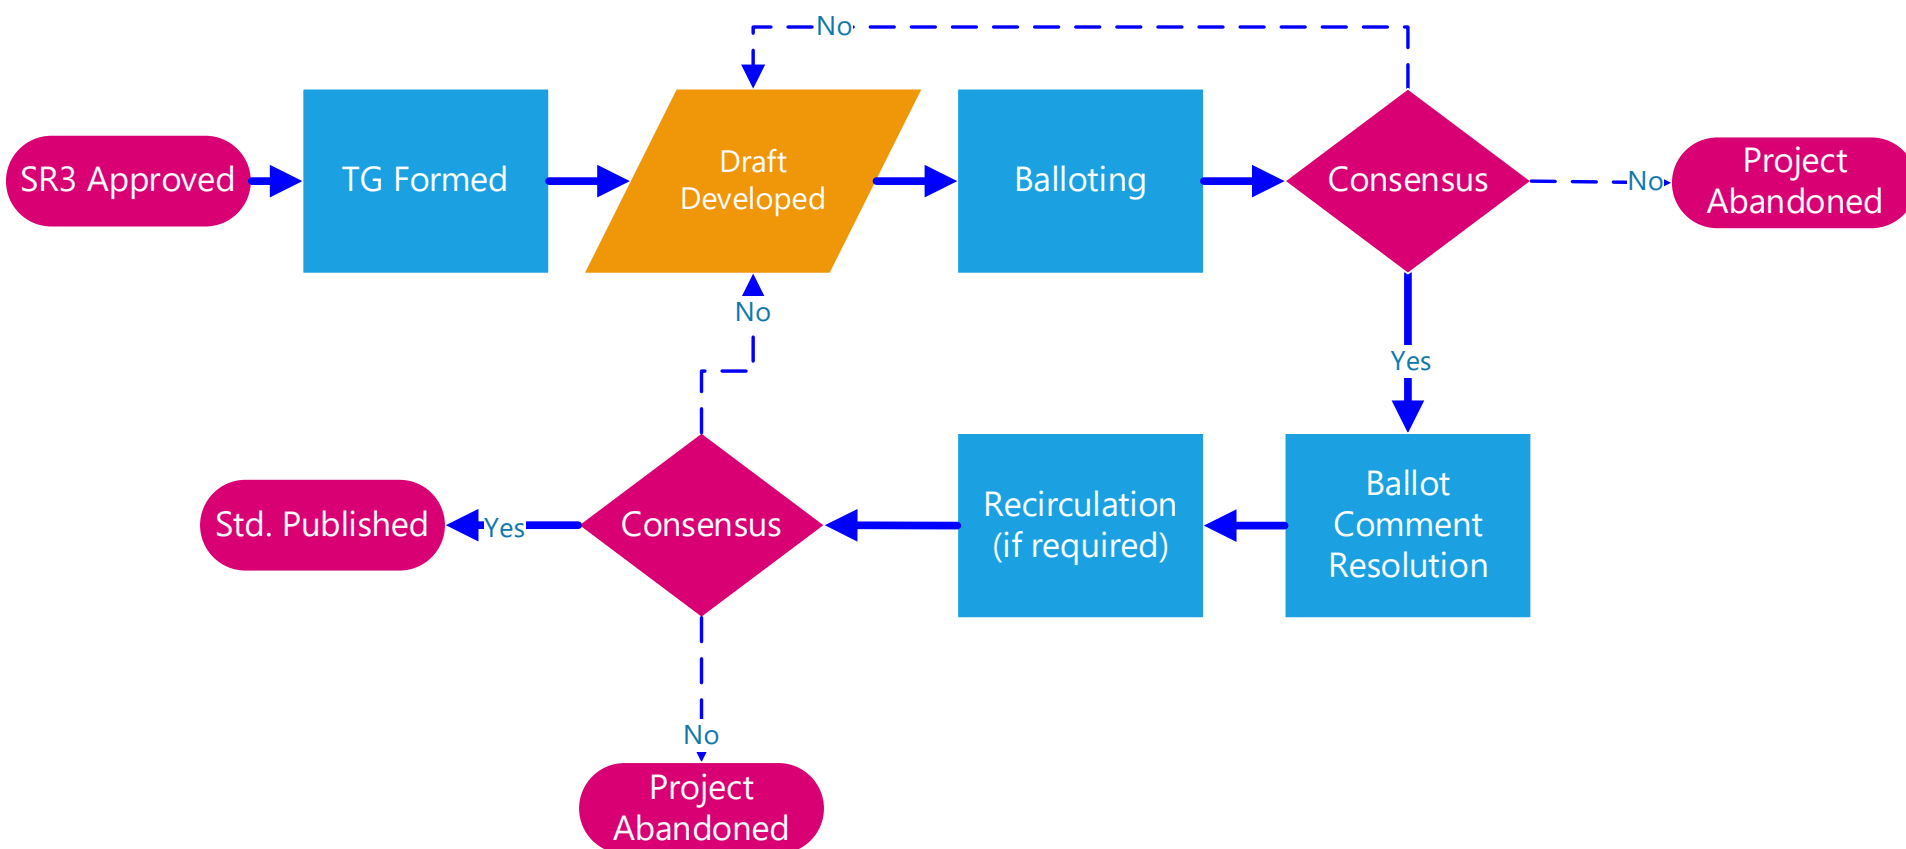 No
SR3 Approved
TG Formed
Draft
Developed
Balloting
Consensus
No
Project
Abandoned
No
Yes
Std. Published
Yes
Consensus
Recirculation
(if required)
Ballot
Comment
Resolution
No
Project
Abandoned